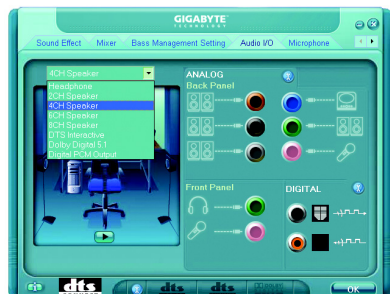 GIGABYTE
TECHNOLOGY
Sound Effect
Mixer
Bass Management Setting
Audio I/O
Microphone
4CH Speaker
Headphone
2CH Speaker
4CH Speaker
6CH Speaker
8CH Speaker
DTS Interactive
Dolby Digital 5.1
Digital PCM Output
ANALOG
Back Panel
Front Panel
DIGITAL
dts
dts
dts
OK